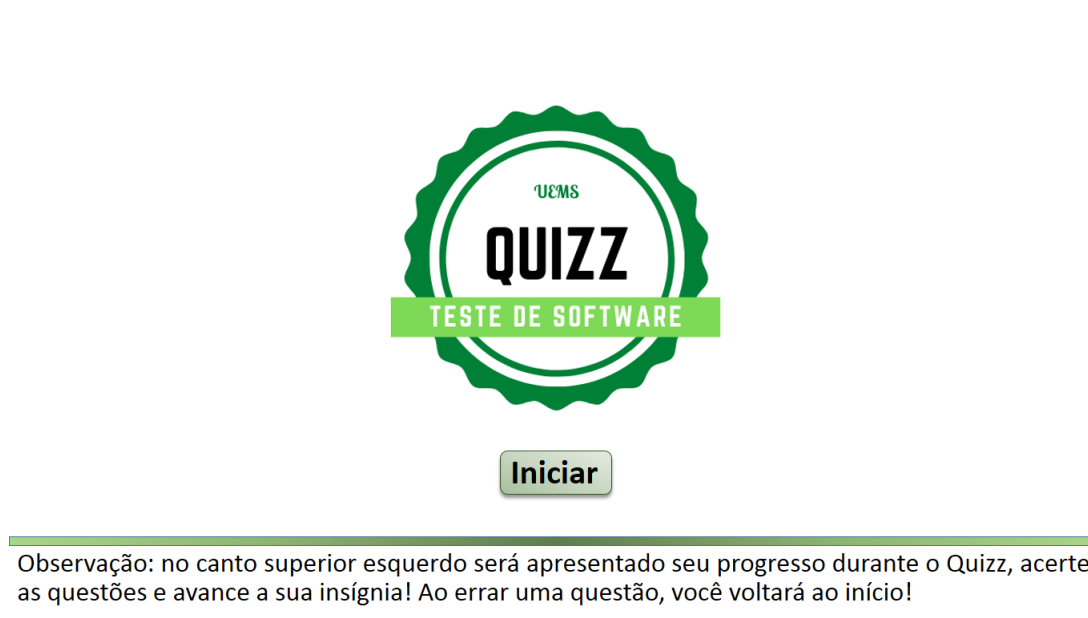 UEMS
QUIZZ
TESTE DE SOFTWARE
Iniciar
Observação: no canto superior esquerdo será apresentado seu progresso durante o Quizz, acerte
as questões e avance a sua insígnia! Ao errar uma questão, você voltará ao início!